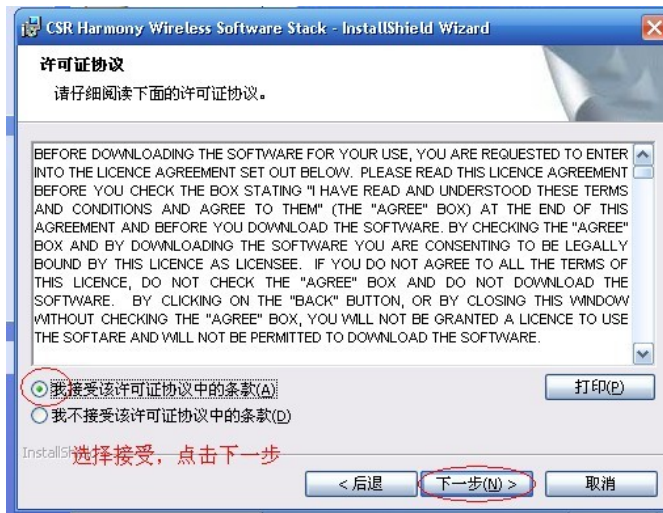 CSR Harmony Wireless Software Stack - InstallShield Wizard
许可证协议
请仔细阅读下面的许可证协议。
BEFORE DOWNLOADING THE SOFTWARE FOR YOUR USE, YOU ARE REQUESTED TO ENTER
INTO THE LICENCE AGREEMENT SET OUT BELOW. PLEASE READ THIS LICENCE AGREEMENT
BEFORE YOU CHECK THE BOX STATING "I HAVE READ AND UNDERSTOOD THESE TERMS
AND CONDITIONS AND AGREE TO THEM" (THE "AGREE" BOX) AT THE END OF THIS
AGREEMENT AND BEFORE YOU DOWNLOAD THE SOFTWARE. BY CHECKING THE "AGREE"
BOX AND BY DOWNLOADING THE SOFTWARE YOU ARE CONSENTING TO BE LEGALLY
BOUND BY THIS LICENCE AS LICENSEE. IF YOU DO NOT AGREE TO ALL THE TERMS OF
THIS LICENCE, DO NOT CHECK THE "AGREE" BOX AND DO NOT DOWNLOAD THE
SOFTWARE. BY CLICKING ON THE "BACK" BUTTON, OR BY CLOSING THIS WINDOW
WITHOUT CHECKING THE "AGREE" BOX, YOU WILL NOT BE GRANTED A LICENCE TO USE
THE SOFTARE AND WILL NOT BE PERMITTED TO DOWNLOAD THE SOFTWARE.
我接受该许可证协议中的条款(A)
打印(P)
我不接受该许可证协议中的条款(D)
InstallSh
选择接受，点击下一步
< 后退
下一步(N) >
取消